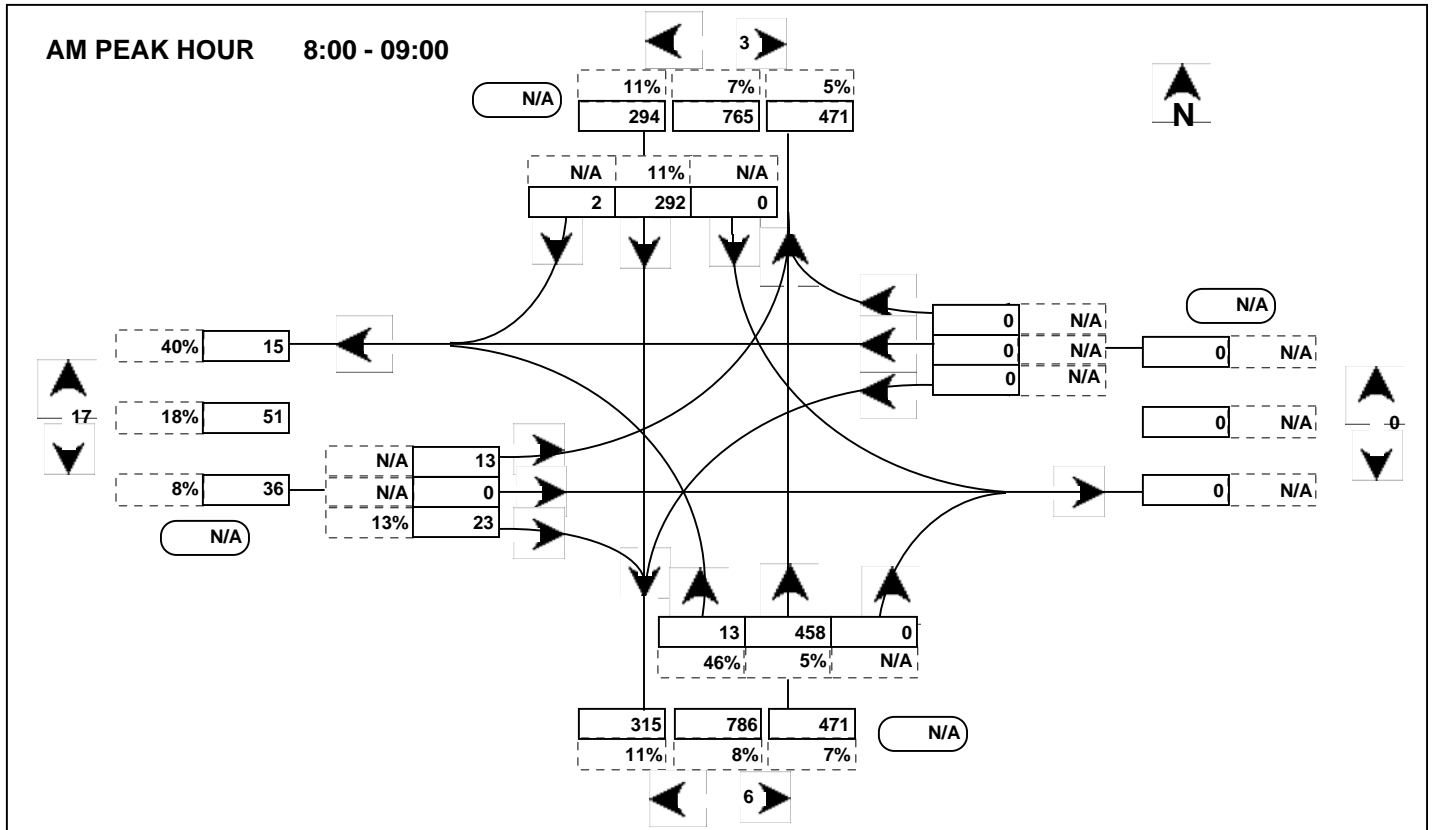 AM PEAK HOUR 8:00 - 09:00
3
N/A
11% 7% 5%
294 765 471
N
N/A 11% N/A
2 292 0
N/A
0 N/A
40% 15
0 N/A
0 N/A
0 N/A
17
18% 51
0 N/A
0
N/A 13
8% 36
N/A 0
0 N/A
13% 23
N/A
13 458 0
46% 5% N/A
315 786 471
N/A
11% 8% 7%
6